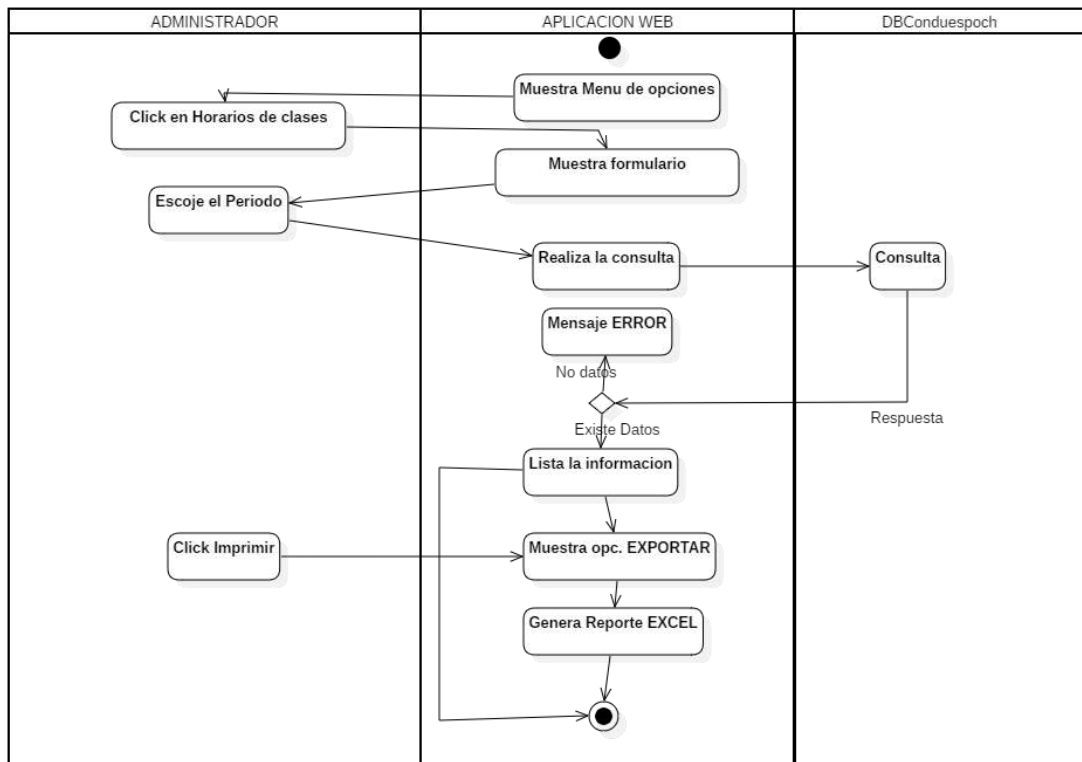 ADMINISTRADOR
APLICACION WEB
DBConduespoch
Muestra Menu de opciones
Click en Horarios de clases
Muestra formulario
Escoje el Periodo
Realiza la consulta
Consulta
Mensaje ERROR
No datos
Respuesta
Existe Datos
Lista la informacion
Click Imprimir
Muestra opc. EXPORTAR
Genera Reporte EXCEL